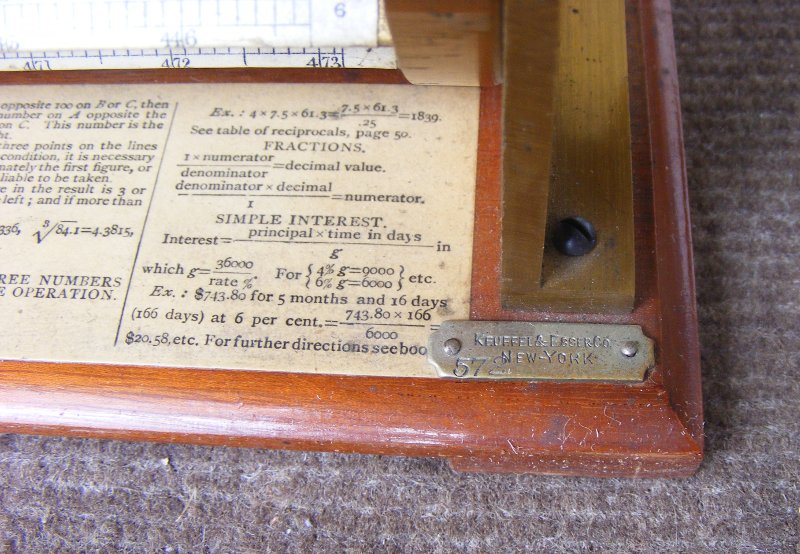 6
446
471 472 473
opposite 100 on B or C, then
number on A opposite the
on C. This number is the
ht.
three points on the lines
condition, it is necessary
mately the first figure, or
liable to be taken.
re in the result is 3 or
left; and if more than
336, ∛84.1=4.3815,
REE NUMBERS
E OPERATION.
Ex.: 4×7.5×61.3=7.5×61.3/.25=1839.
See table of reciprocals, page 50.
FRACTIONS.
1×numerator/denominator=decimal value.
denominator×decimal/1=numerator.
SIMPLE INTEREST.
Interest=principal×time in days/g in
which g=36000/rate %. For {4% g=9000 6% g=6000} etc.
Ex.: $743.80 for 5 months and 16 days
(166 days) at 6 per cent.=743.80×166/6000=
$20.58, etc. For further directions see boo
KEUFFEL & ESSER CO.
NEW-YORK
57